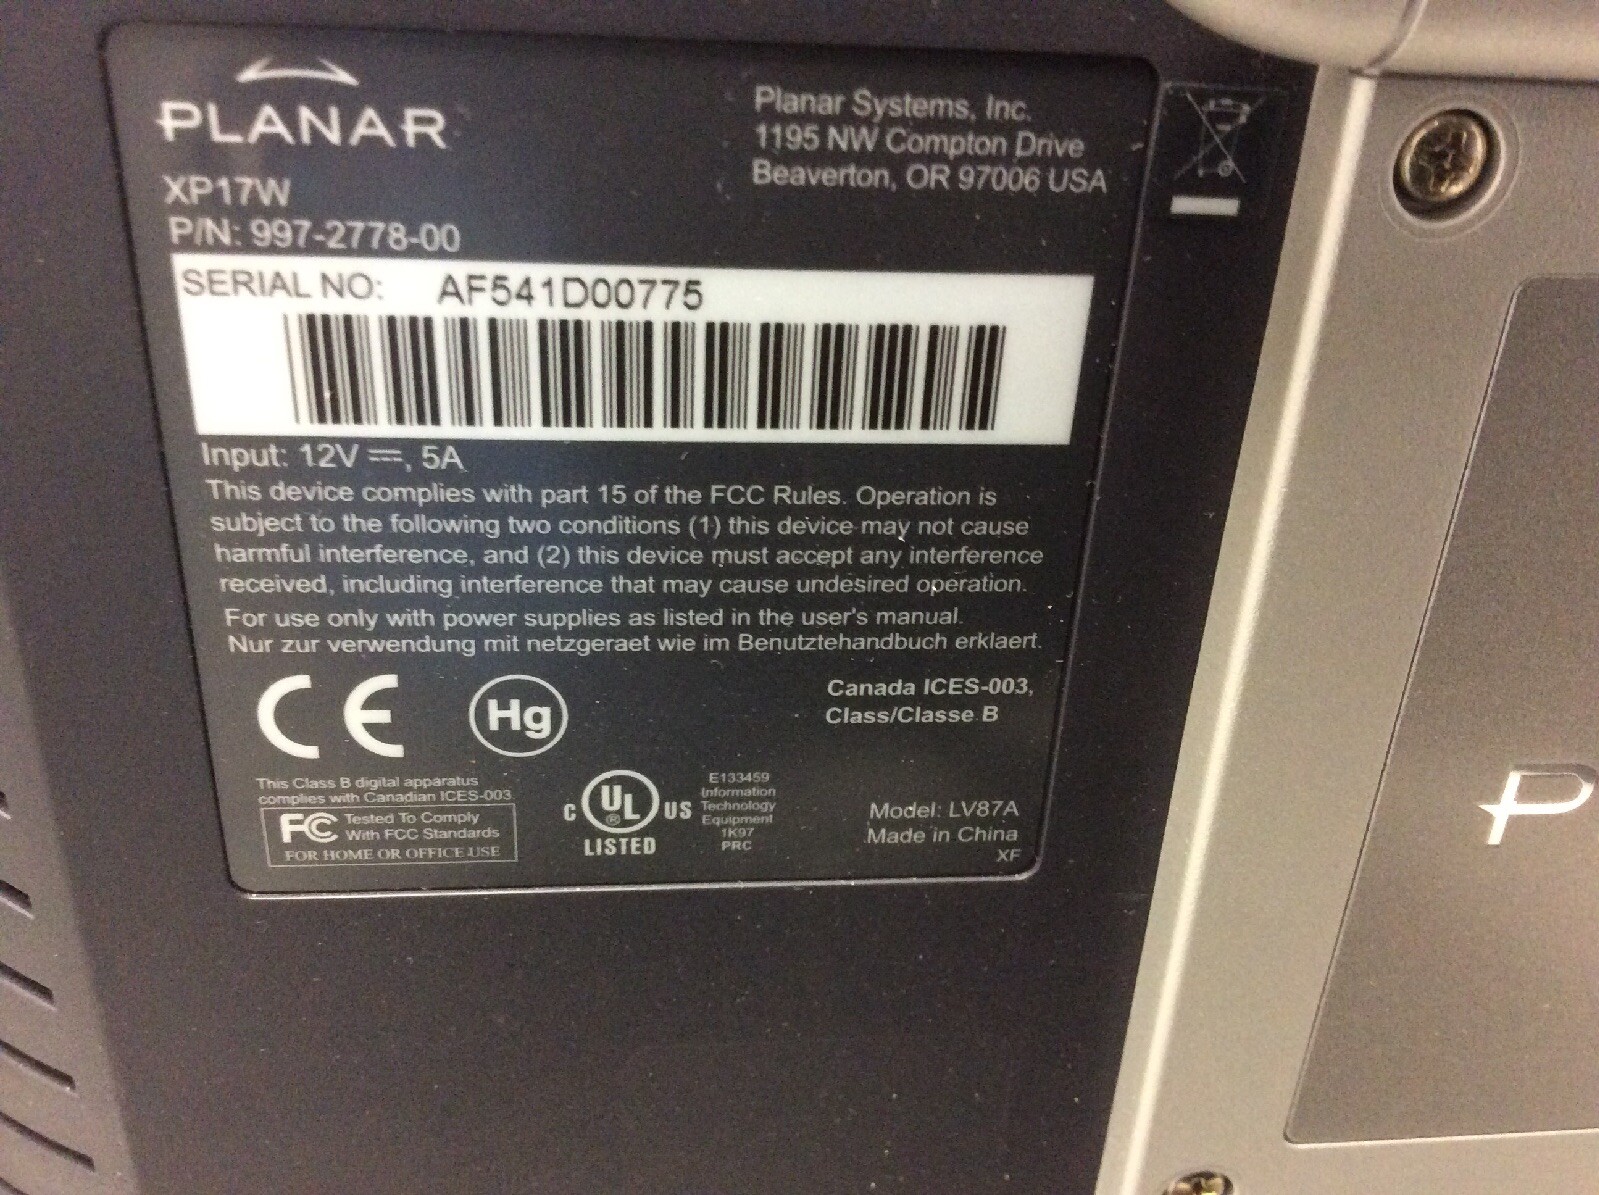 PLANAR
Planar Systems, Inc.
1195 NW Compton Drive
Beaverton, OR 97006 USA
XP17W
P/N: 997-2778-00
SERIAL NO: AF541D00775
Input: 12V ⎓, 5A
This device complies with part 15 of the FCC Rules. Operation is
subject to the following two conditions (1) this device may not cause
harmful interference, and (2) this device must accept any interference
received, including interference that may cause undesired operation.
For use only with power supplies as listed in the user's manual.
Nur zur verwendung mit netzgeraet wie im Benutztehandbuch erklaert.
CE Hg
Canada ICES-003,
Class/Classe B
This Class B digital apparatus
complies with Canadian ICES-003
FC Tested To Comply
With FCC Standards
FOR HOME OR OFFICE USE
C UL ® US
LISTED
E133459
Information
Technology
Equipment
1K97
PRC
Model: LV87A
Made in China
XF
P